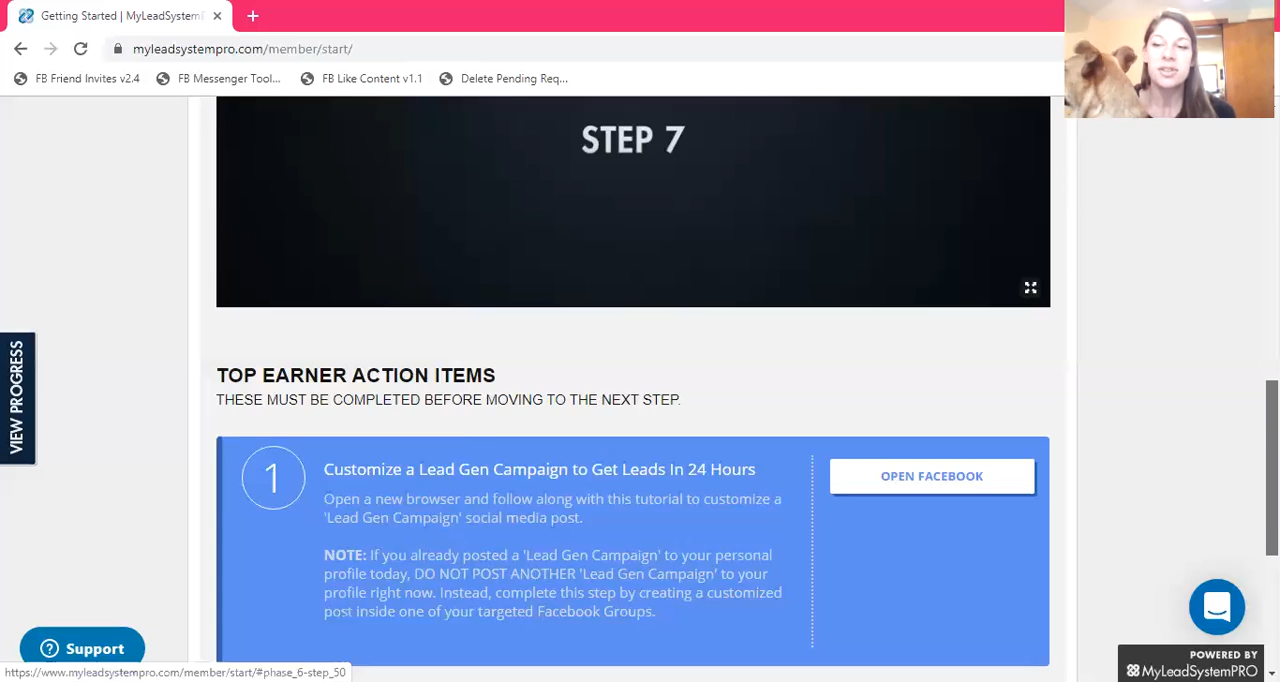 Getting Started | MyLeadSystemP
myleadsystempro.com/member/start/
FB Friend Invites v2.4
FB Messenger Tool...
FB Like Content v1.1
Delete Pending Req...
STEP 7
VIEW PROGRESS
TOP EARNER ACTION ITEMS
THESE MUST BE COMPLETED BEFORE MOVING TO THE NEXT STEP.
1
Customize a Lead Gen Campaign to Get Leads In 24 Hours
OPEN FACEBOOK
Open a new browser and follow along with this tutorial to customize a
'Lead Gen Campaign' social media post.
NOTE: If you already posted a 'Lead Gen Campaign' to your personal
profile today, DO NOT POST ANOTHER 'Lead Gen Campaign' to your
profile right now. Instead, complete this step by creating a customized
post inside one of your targeted Facebook Groups.
Support
POWERED BY
MyLeadSystemPRO
https://www.myleadsystempro.com/member/start/#phase_6-step_50